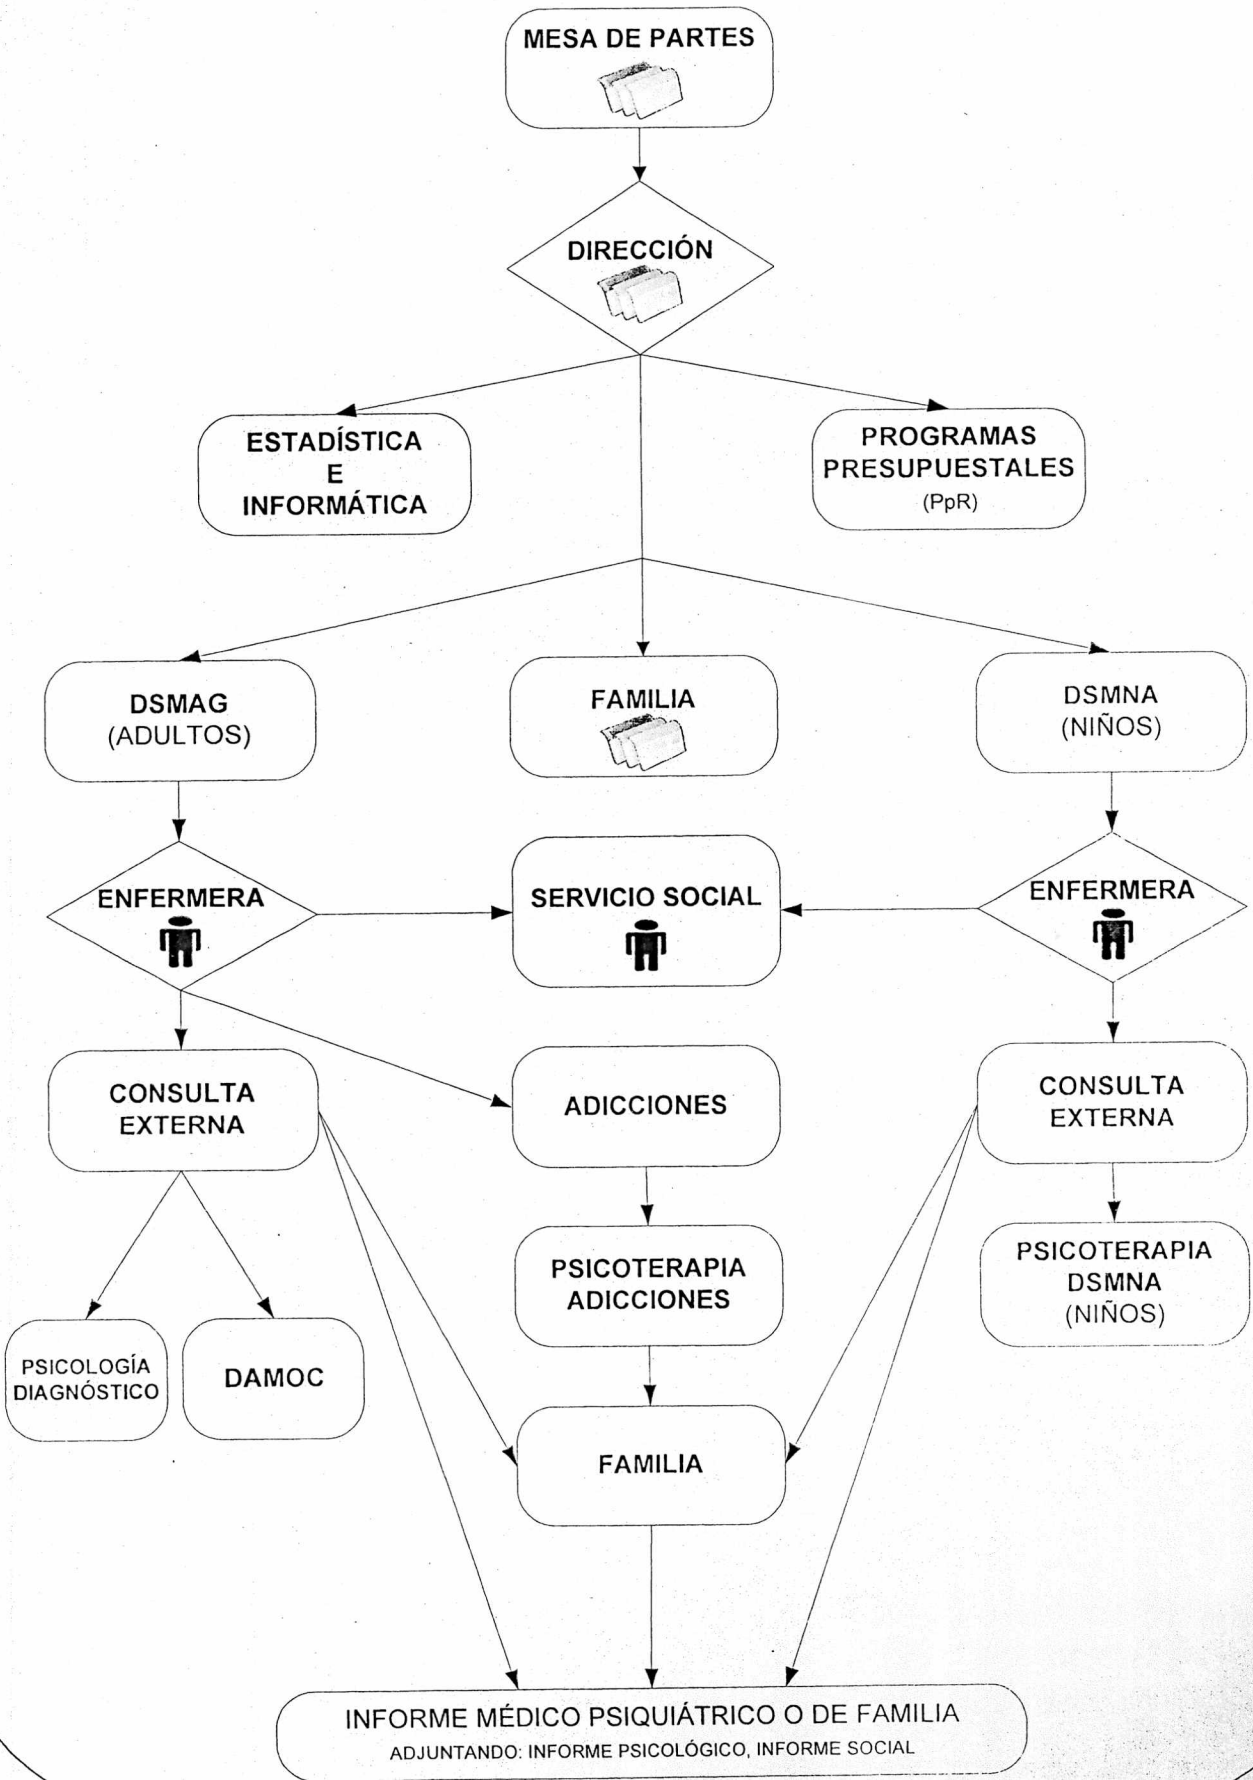 MESA DE PARTES
DIRECCIÓN
ESTADÍSTICA
E
INFORMÁTICA
PROGRAMAS
PRESUPUESTALES
(PpR)
DSMAG
(ADULTOS)
FAMILIA
DSMNA
(NIÑOS)
ENFERMERA
SERVICIO SOCIAL
ENFERMERA
CONSULTA
EXTERNA
ADICCIONES
CONSULTA
EXTERNA
PSICOTERAPIA
ADICCIONES
PSICOTERAPIA
DSMNA
(NIÑOS)
PSICOLOGÍA
DIAGNÓSTICO
DAMOC
FAMILIA
INFORME MÉDICO PSIQUIÁTRICO O DE FAMILIA
ADJUNTANDO: INFORME PSICOLÓGICO, INFORME SOCIAL